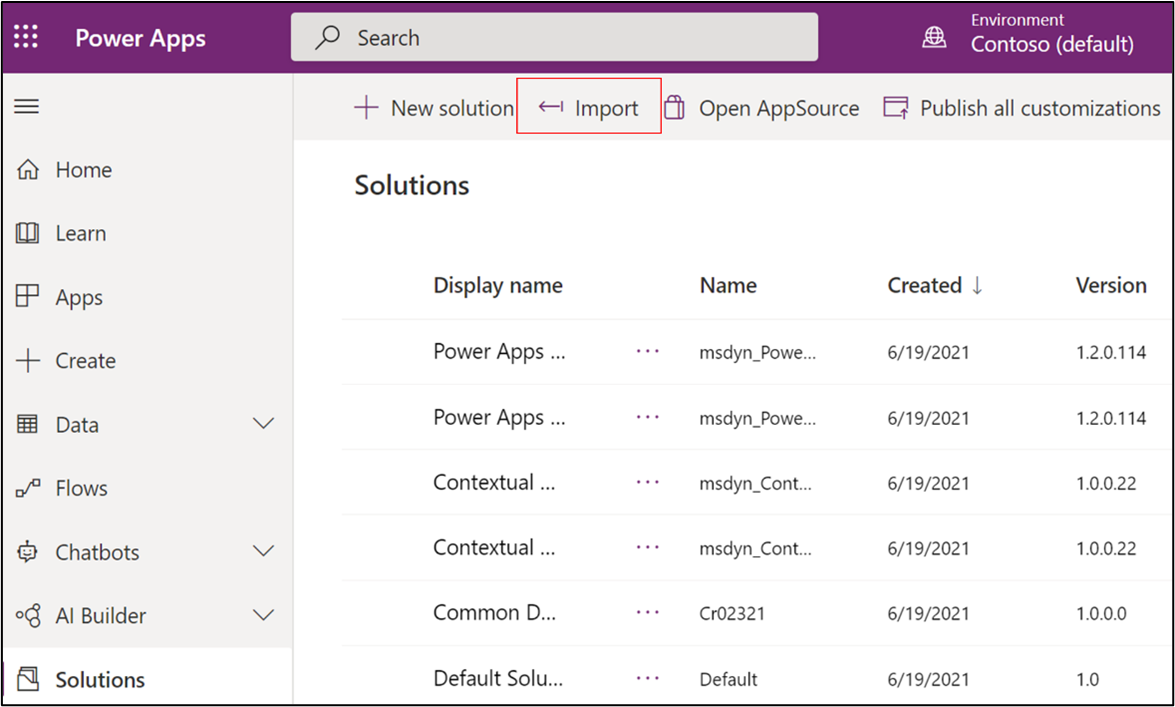 Power Apps
Search
Environment
Contoso (default)
New solution
Import
Open AppSource
Publish all customizations
Home
Learn
Apps
Create
Data
Flows
Chatbots
AI Builder
Solutions
Solutions
Display name Name Created ↓ Version
Power Apps ... ... msdyn_Powe... 6/19/2021 1.2.0.114
Power Apps ... ... msdyn_Powe... 6/19/2021 1.2.0.114
Contextual ... ... msdyn_Cont... 6/19/2021 1.0.0.22
Contextual ... ... msdyn_Cont... 6/19/2021 1.0.0.22
Common D... ... Cr02321 6/19/2021 1.0.0.0
Default Solu... ... Default 6/19/2021 1.0